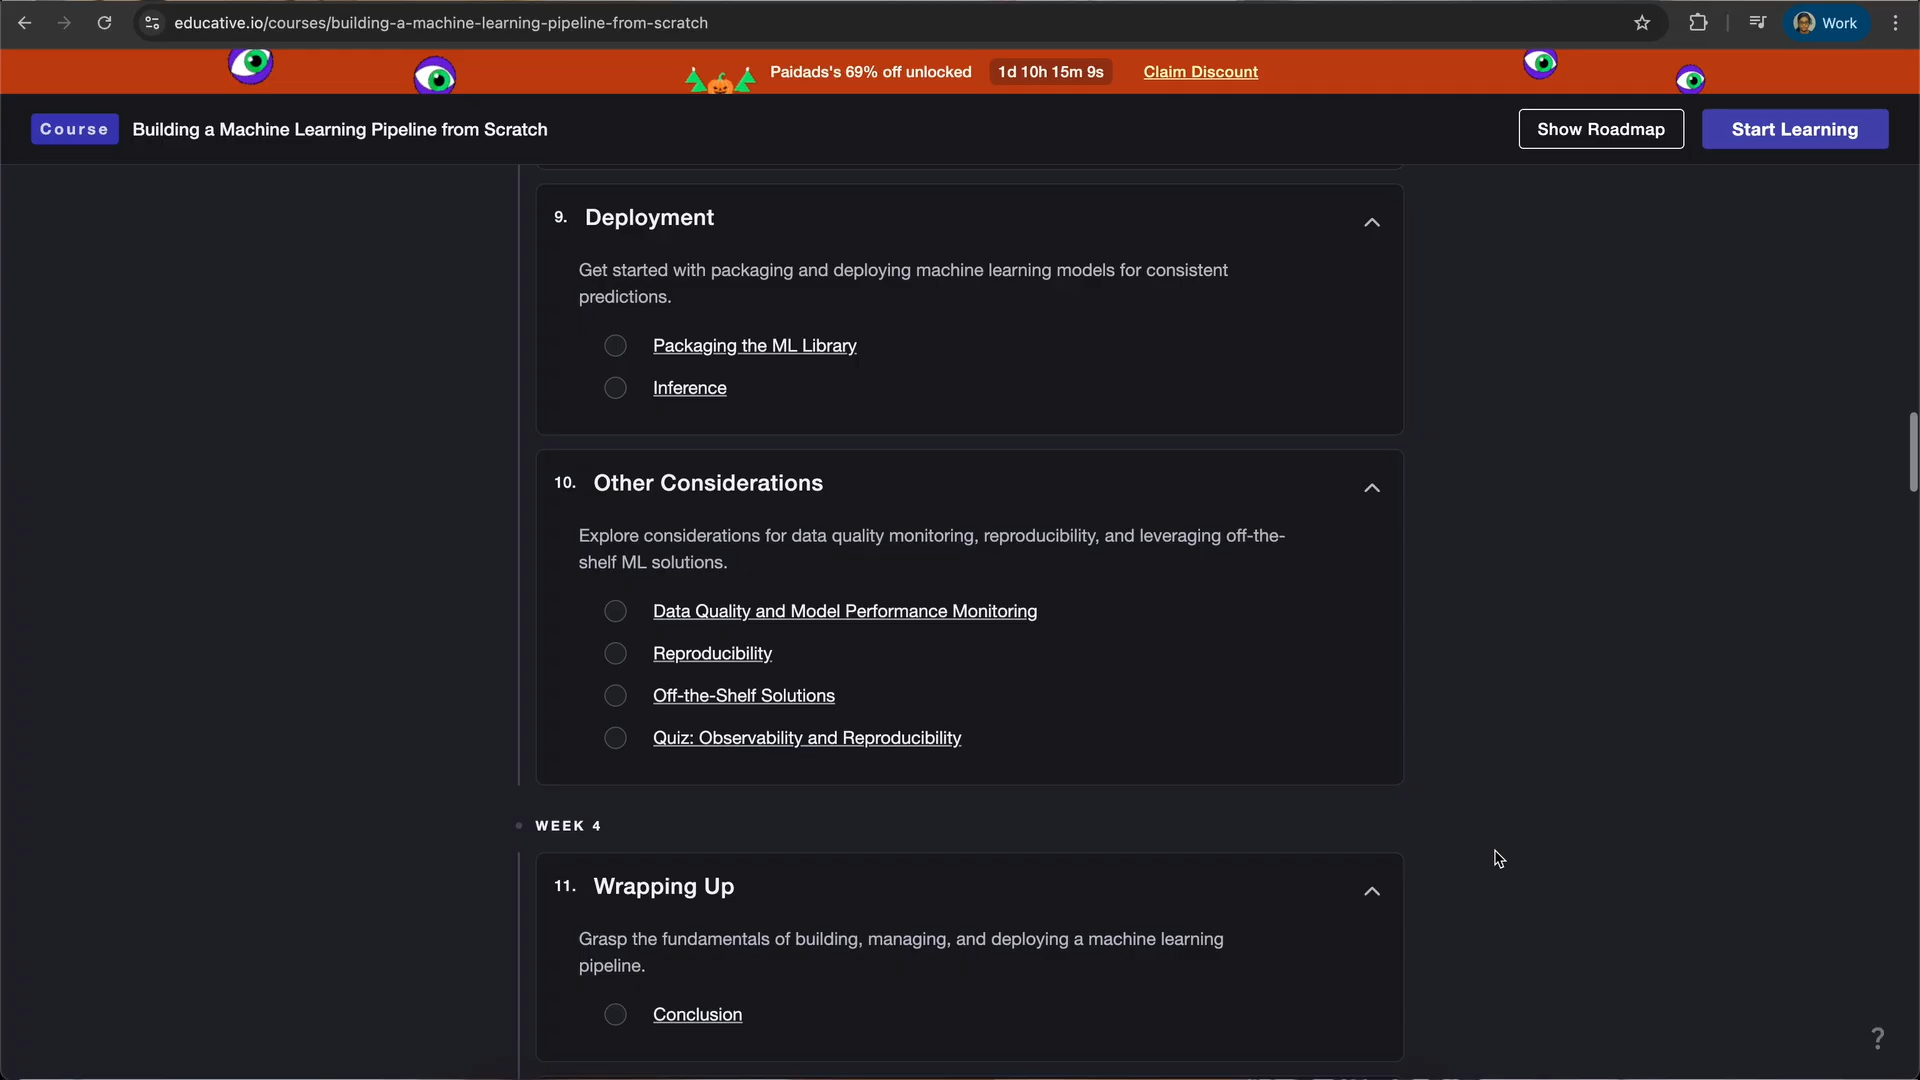 educative.io/courses/building-a-machine-learning-pipeline-from-scratch
Work
Paidads's 69% off unlocked
1d 10h 15m 9s
Claim Discount
Course
Building a Machine Learning Pipeline from Scratch
Show Roadmap
Start Learning
9. Deployment
Get started with packaging and deploying machine learning models for consistent
predictions.
Packaging the ML Library
Inference
10. Other Considerations
Explore considerations for data quality monitoring, reproducibility, and leveraging off-the-
shelf ML solutions.
Data Quality and Model Performance Monitoring
Reproducibility
Off-the-Shelf Solutions
Quiz: Observability and Reproducibility
WEEK 4
11. Wrapping Up
Grasp the fundamentals of building, managing, and deploying a machine learning
pipeline.
Conclusion
?